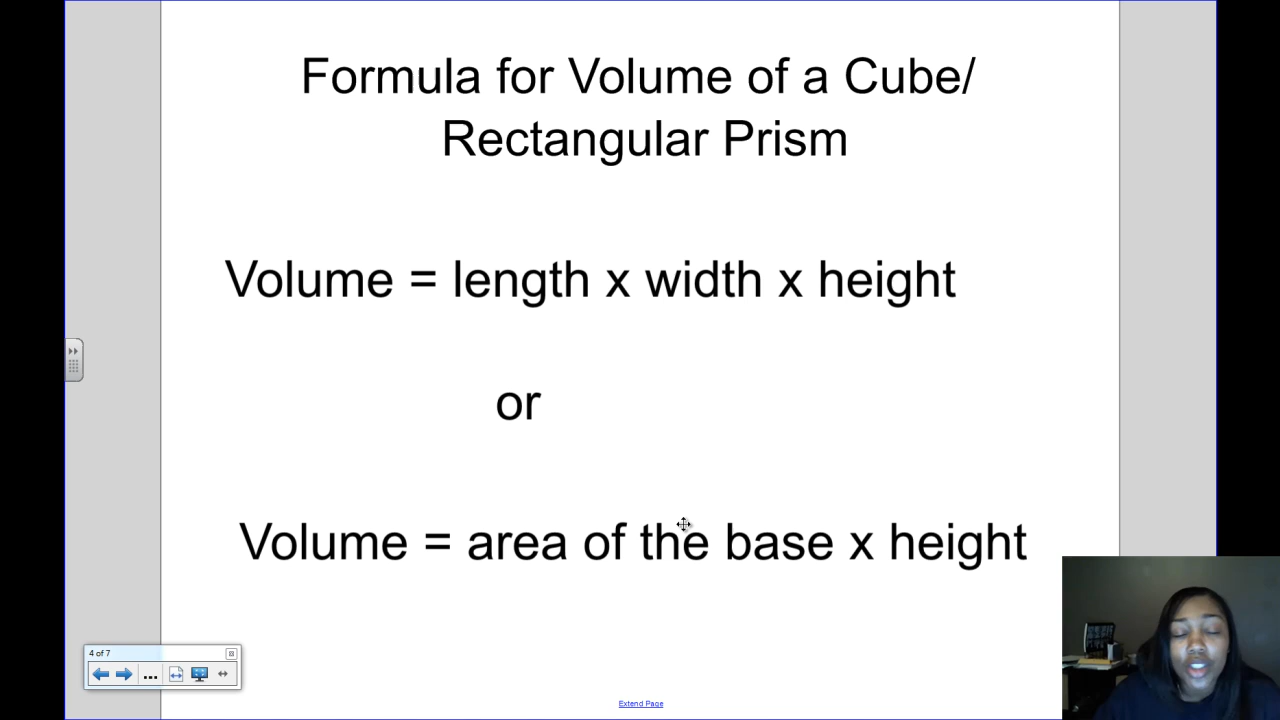 Formula for Volume of a Cube/
Rectangular Prism
Volume = length x width x height
or
Volume = area of the base x height
4 of 7
...
Extend Page